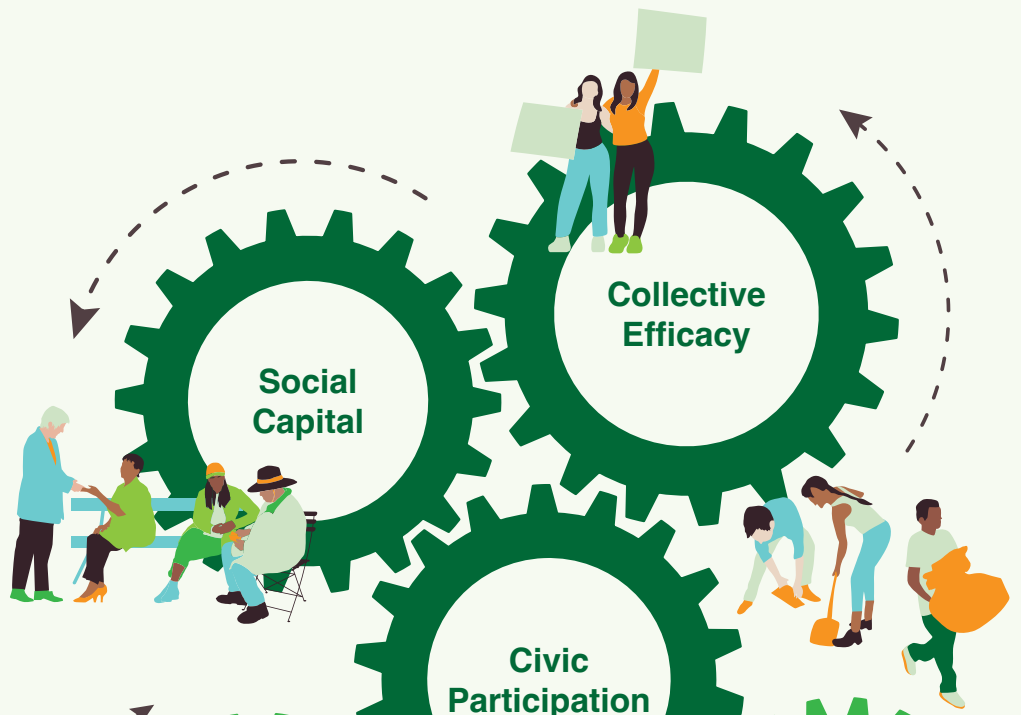 Collective
Efficacy
Social
Capital
Civic
Participation